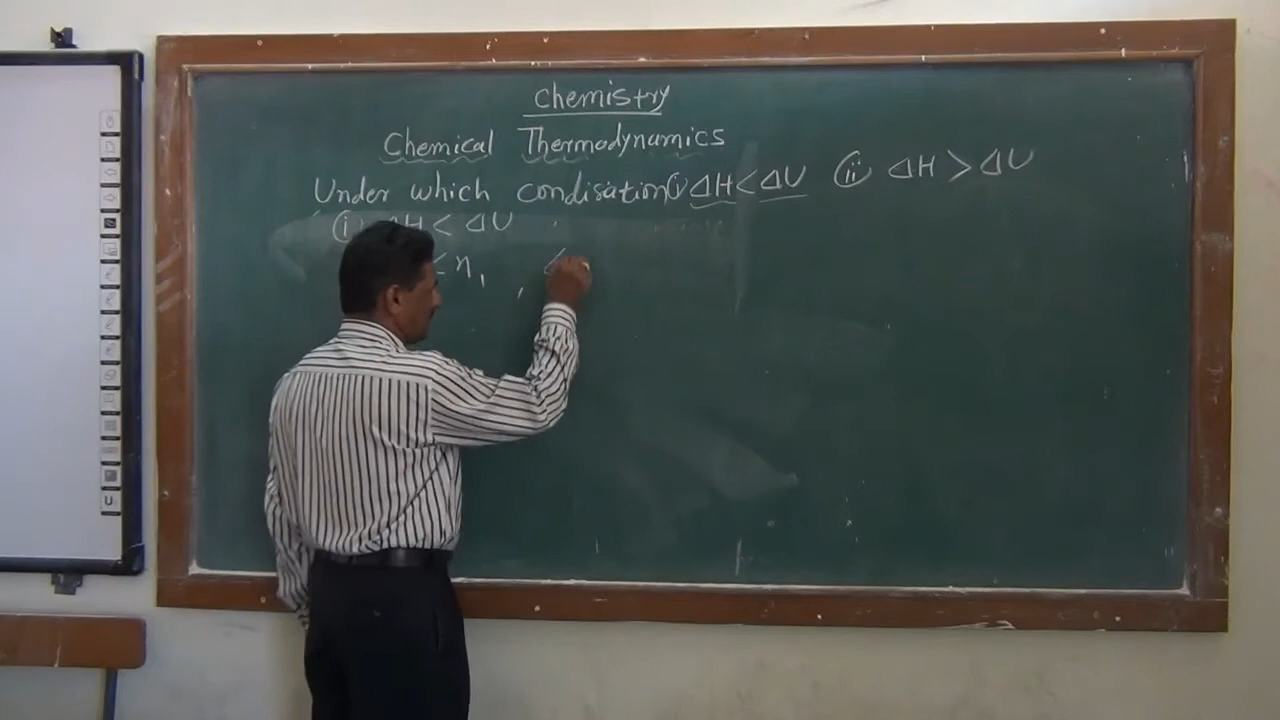 Chemistry
Chemical Thermodynamics
Under which condisation (i) ΔH < ΔU (ii) ΔH > ΔU
(i) ΔH < ΔU
< n,